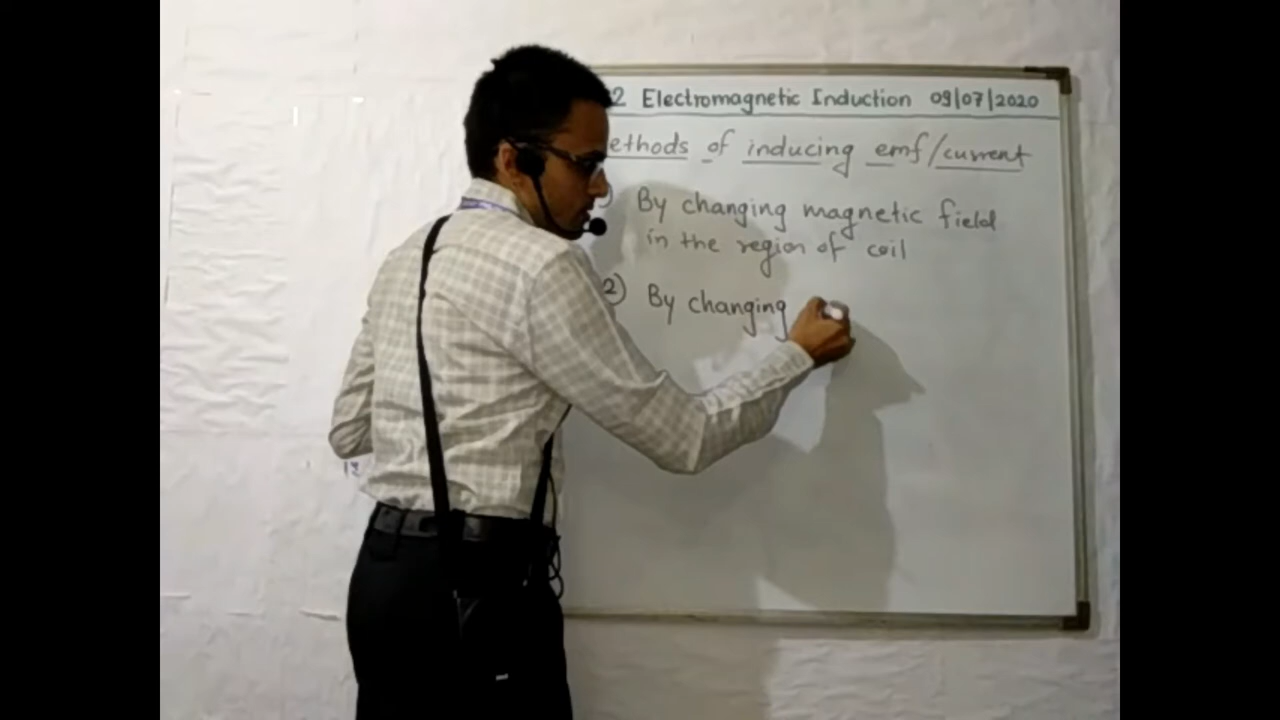 2 Electromagnetic Induction 09/07/2020
ethods of inducing emf/current
) By changing magnetic field
in the region of coil
2) By changing